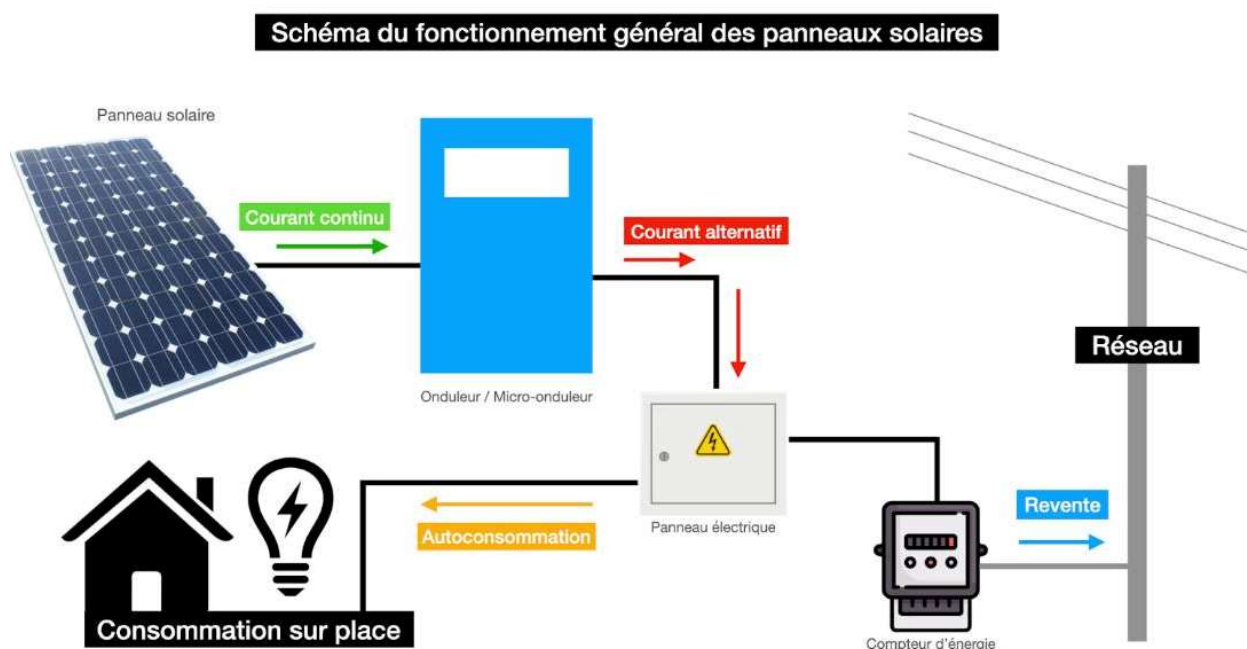 Schéma du fonctionnement général des panneaux solaires
Panneau solaire
Courant continu
Courant alternatif
Réseau
Onduleur / Micro-onduleur
Autoconsommation
Panneau électrique
Revente
Consommation sur place
Compteur d'énergie